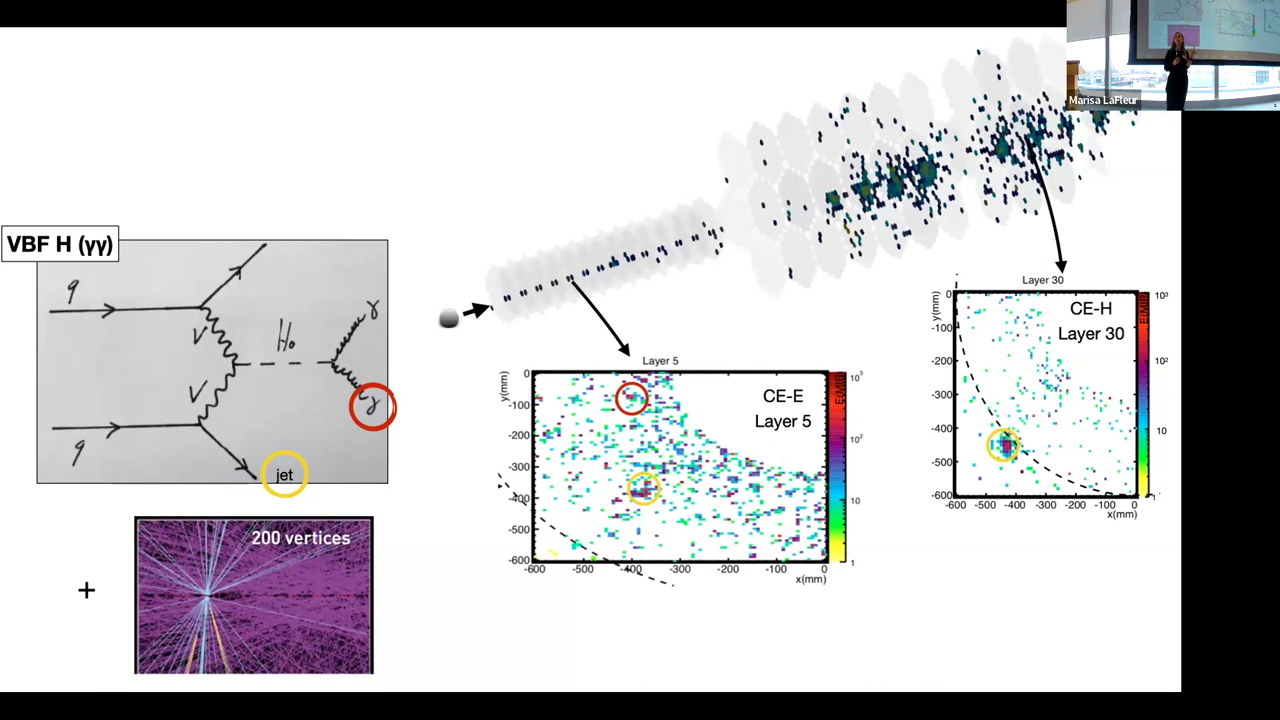 Marisa LaFleur
VBF H (γγ)
q
V
H₀
γ
V
γ
q
jet
+
200 vertices
Layer 5
y(mm)
CE-E
Layer 5
E(MIP)
10³
10²
10
1
0
-100
-200
-300
-400
-500
-600
-600 -500 -400 -300 -200 -100 0
x(mm)
Layer 30
y(mm)
CE-H
Layer 30
E(MIP)
10³
10²
10
1
0
-100
-200
-300
-400
-500
-600
-600 -500 -400 -300 -200 -100 0
x(mm)